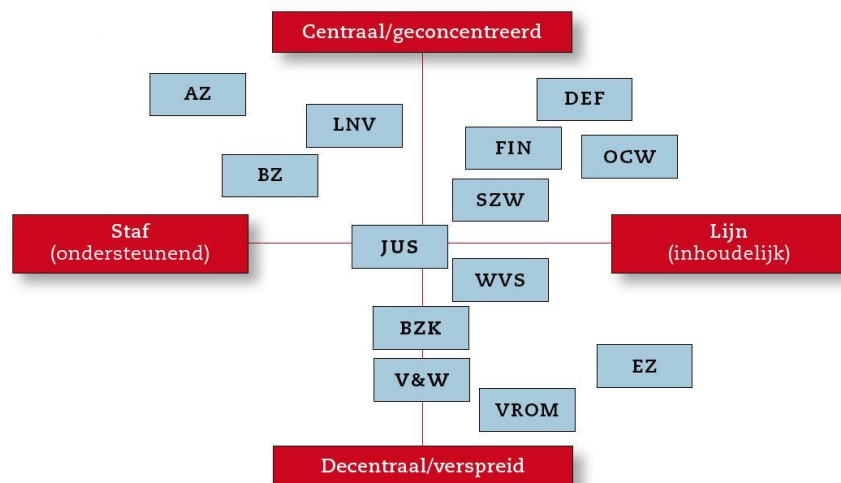 Centraal/geconcentreerd
AZ
DEF
LNV
FIN
OCW
BZ
SZW
Staf
(ondersteunend)
JUS
Lijn
(inhoudelijk)
WVS
BZK
EZ
V&W
VROM
Decentraal/verspreid